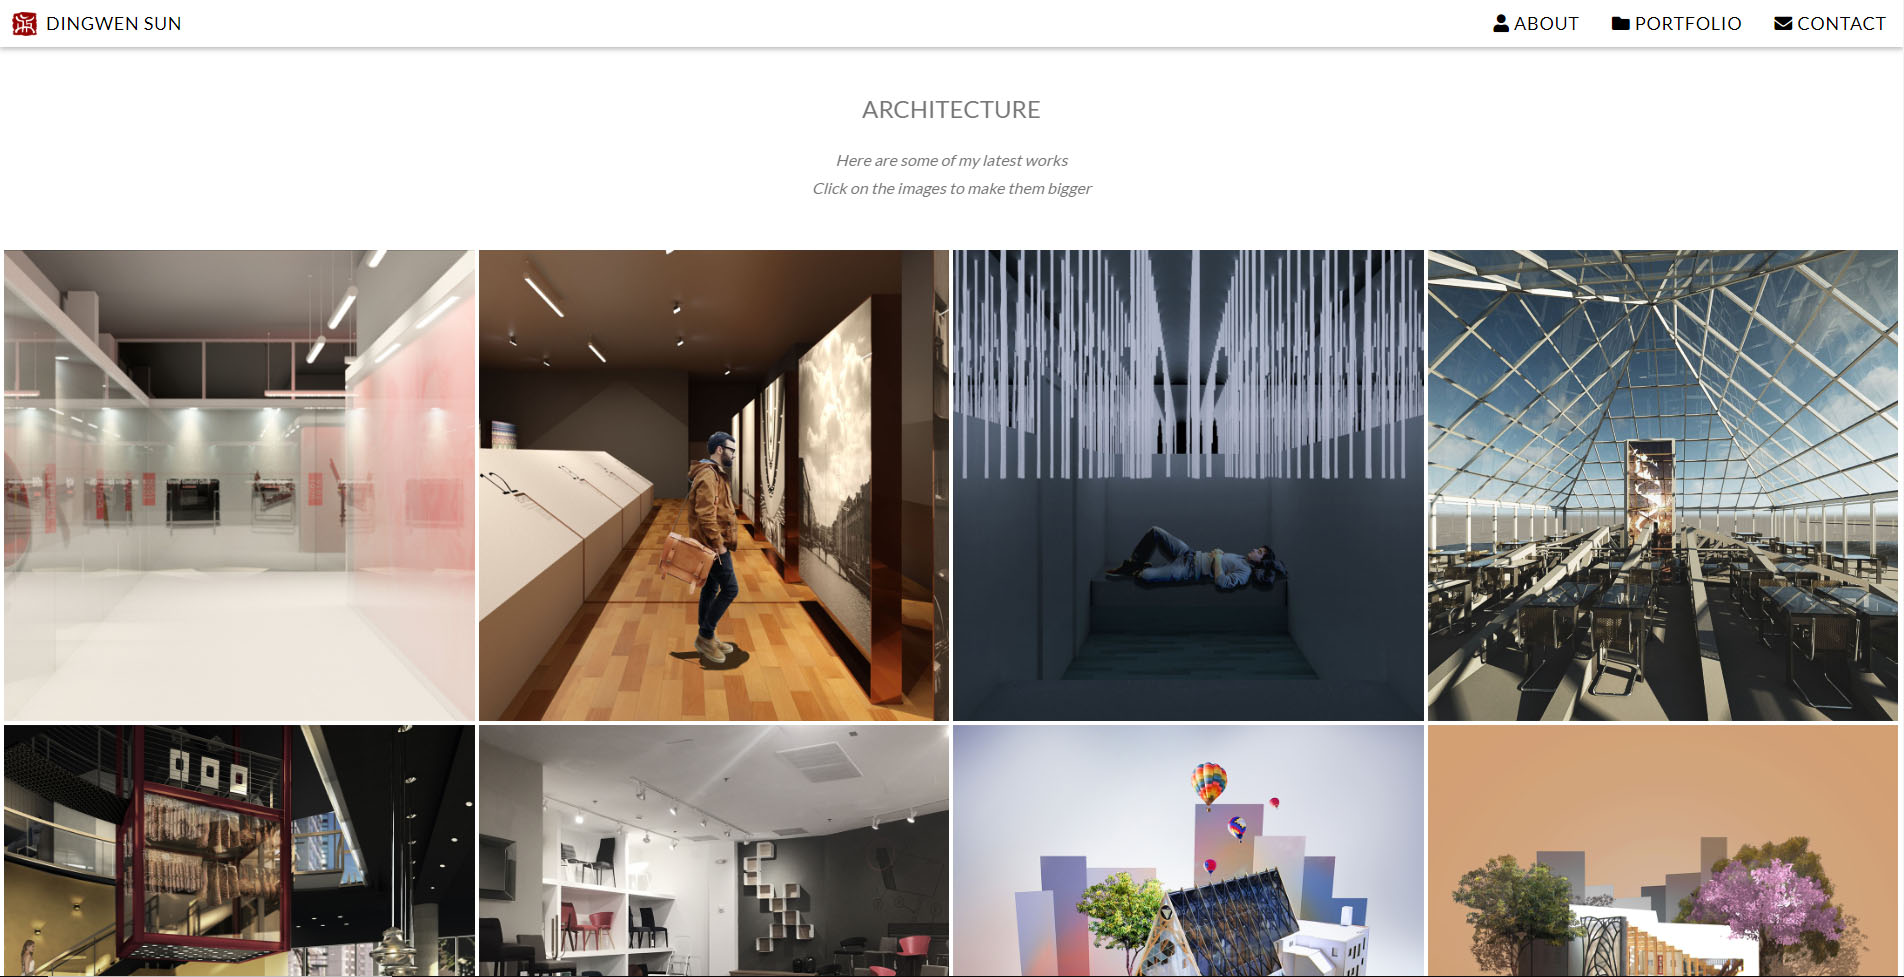 DINGWEN SUN
ABOUT
PORTFOLIO
CONTACT
ARCHITECTURE
Here are some of my latest works
Click on the images to make them bigger